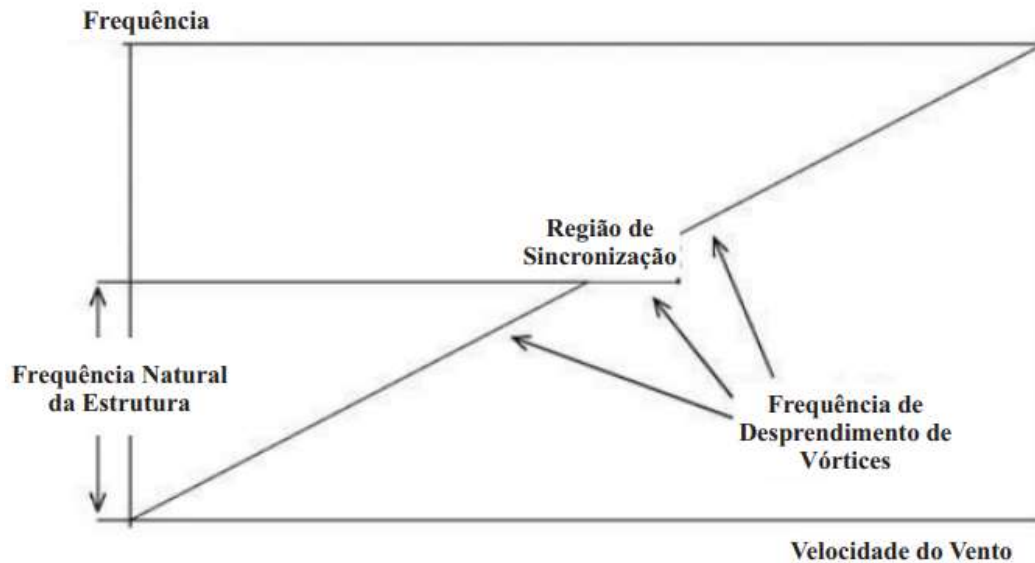 Frequência
Região de
Sincronização
Frequência Natural
da Estrutura
Frequência de
Desprendimento de
Vórtices
Velocidade do Vento